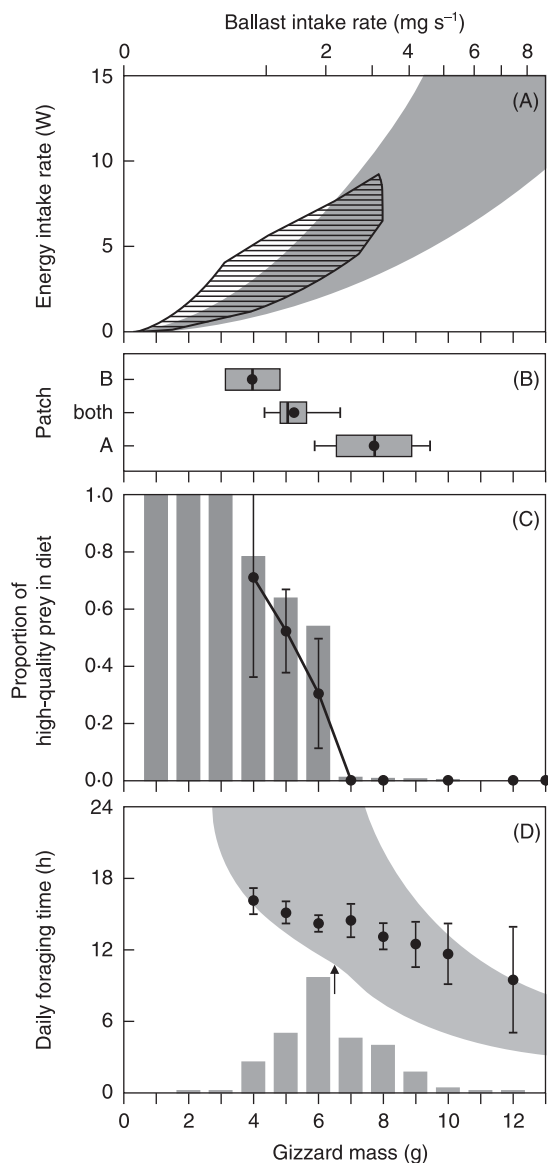 Ballast intake rate (mg s⁻¹)
0 2 4 6 8
15
10
5
0
Energy intake rate (W)
(A)
B
both
A
Patch
(B)
1·0
0·8
0·6
0·4
0·2
0·0
Proportion of
high-quality prey in diet
(C)
24
18
12
6
0
Daily foraging time (h)
(D)
0 2 4 6 8 10 12
Gizzard mass (g)